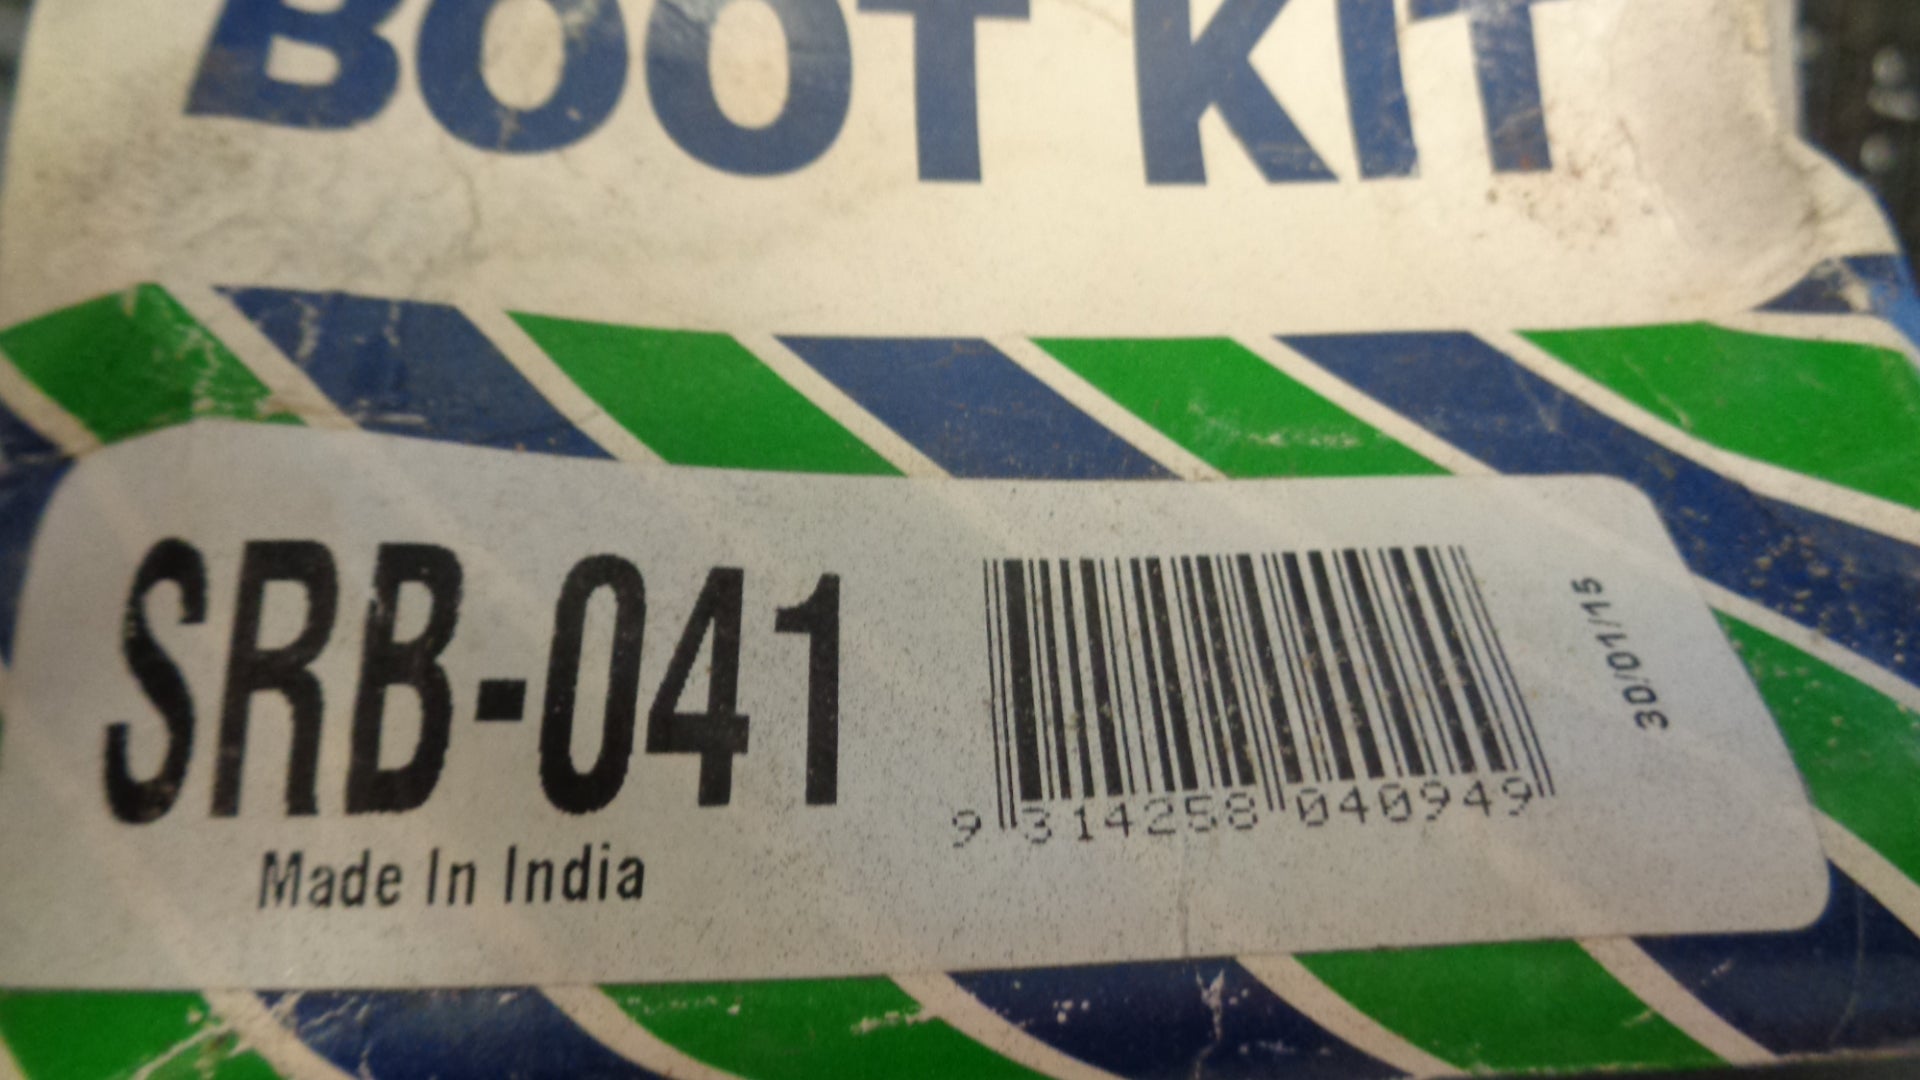 BOOT KIT
SRB-041
Made In India
9 314258 040949
30/01/15